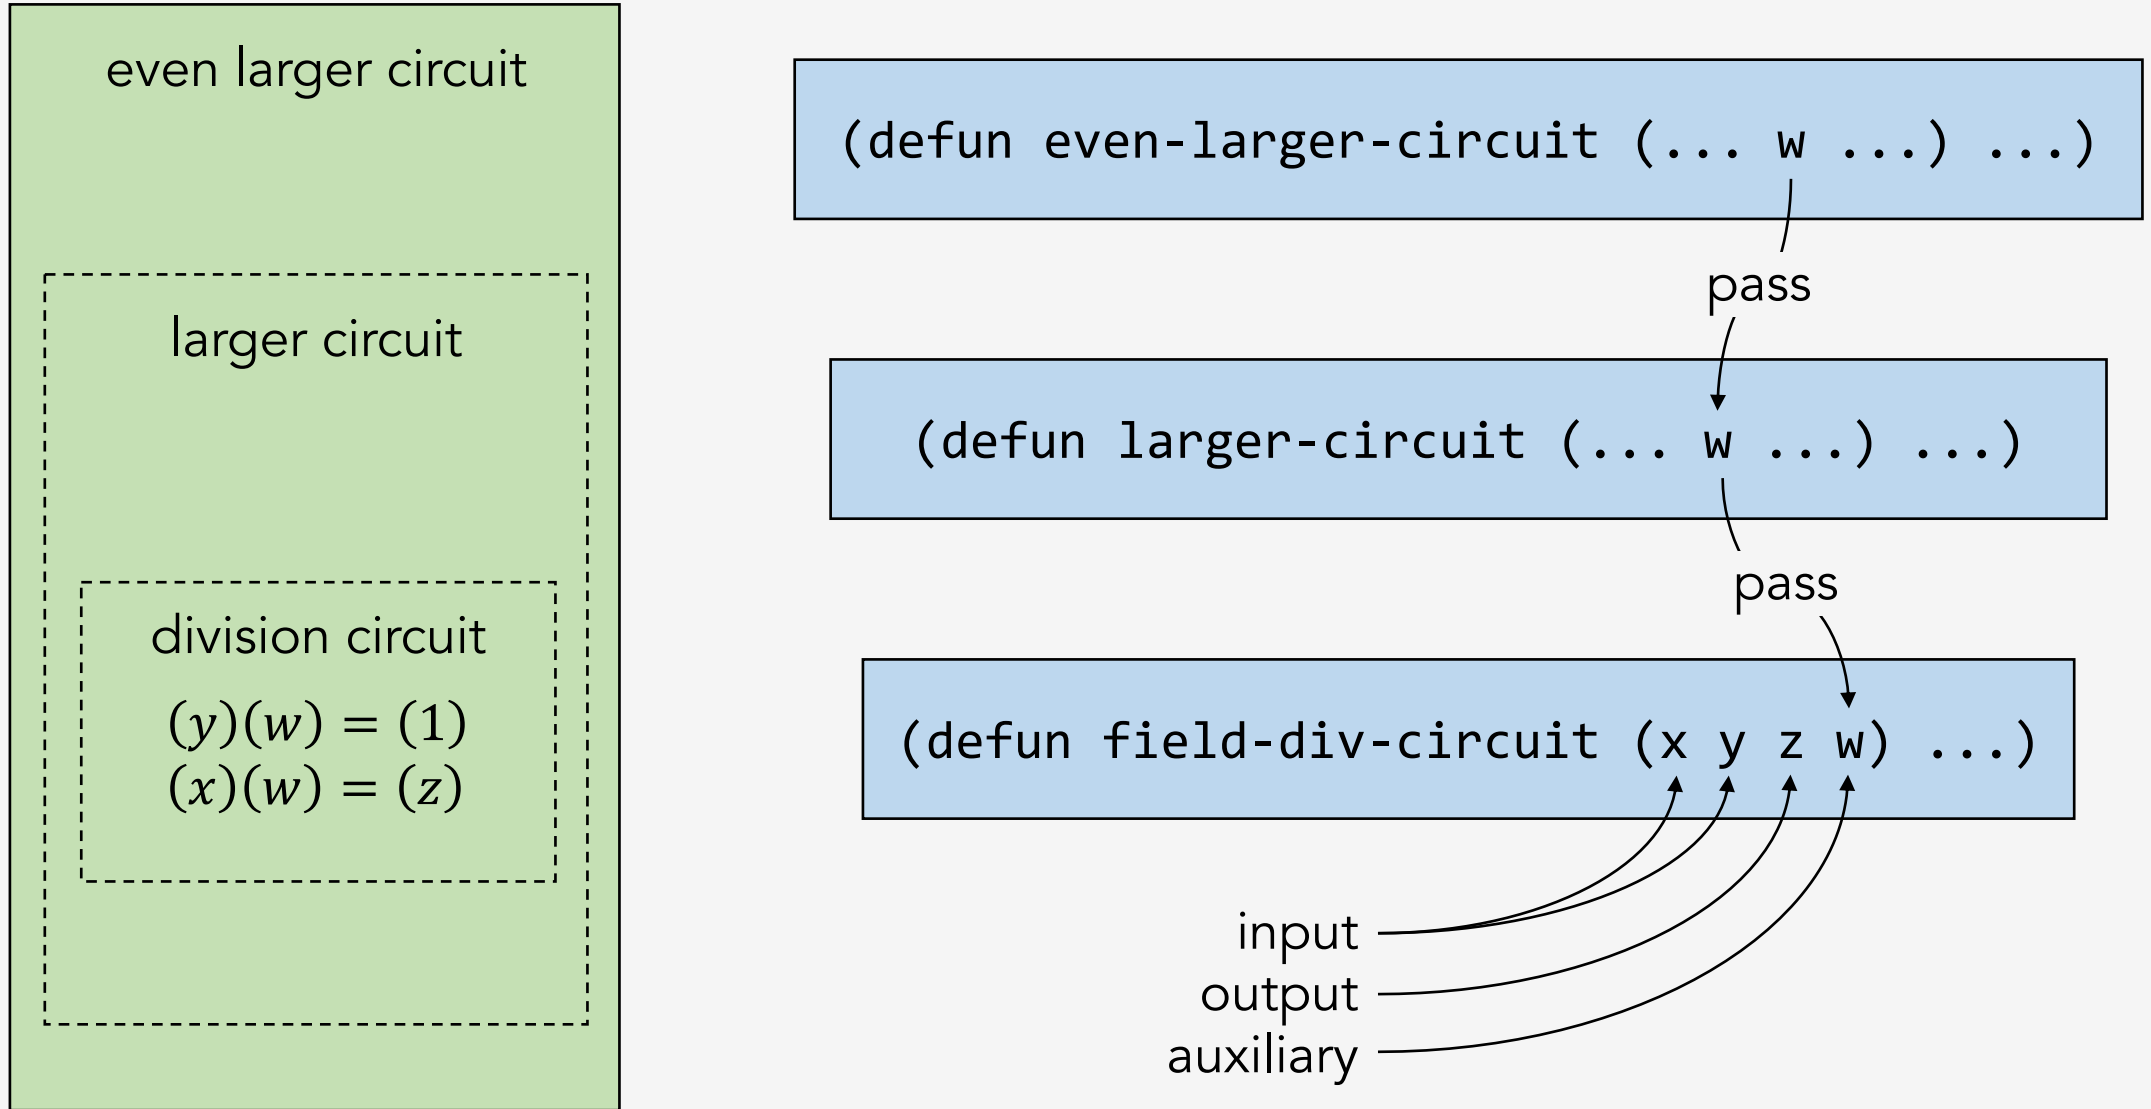 even larger circuit
larger circuit
division circuit
(y)(w) = (1)
(x)(w) = (z)
(defun even-larger-circuit (... w ...) ...)
pass
(defun larger-circuit (... w ...) ...)
pass
(defun field-div-circuit (x y z w) ...)
input
output
auxiliary